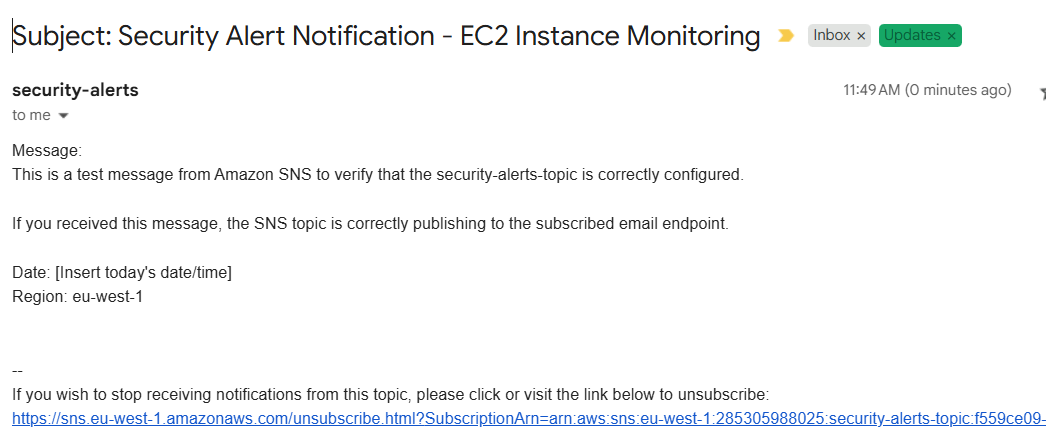 Subject: Security Alert Notification - EC2 Instance Monitoring
Inbox ×
Updates ×
security-alerts
11:49 AM (0 minutes ago)
to me
Message:
This is a test message from Amazon SNS to verify that the security-alerts-topic is correctly configured.
If you received this message, the SNS topic is correctly publishing to the subscribed email endpoint.
Date: [Insert today's date/time]
Region: eu-west-1
--
If you wish to stop receiving notifications from this topic, please click or visit the link below to unsubscribe:
https://sns.eu-west-1.amazonaws.com/unsubscribe.html?SubscriptionArn=arn:aws:sns:eu-west-1:285305988025:security-alerts-topic:f559ce09-